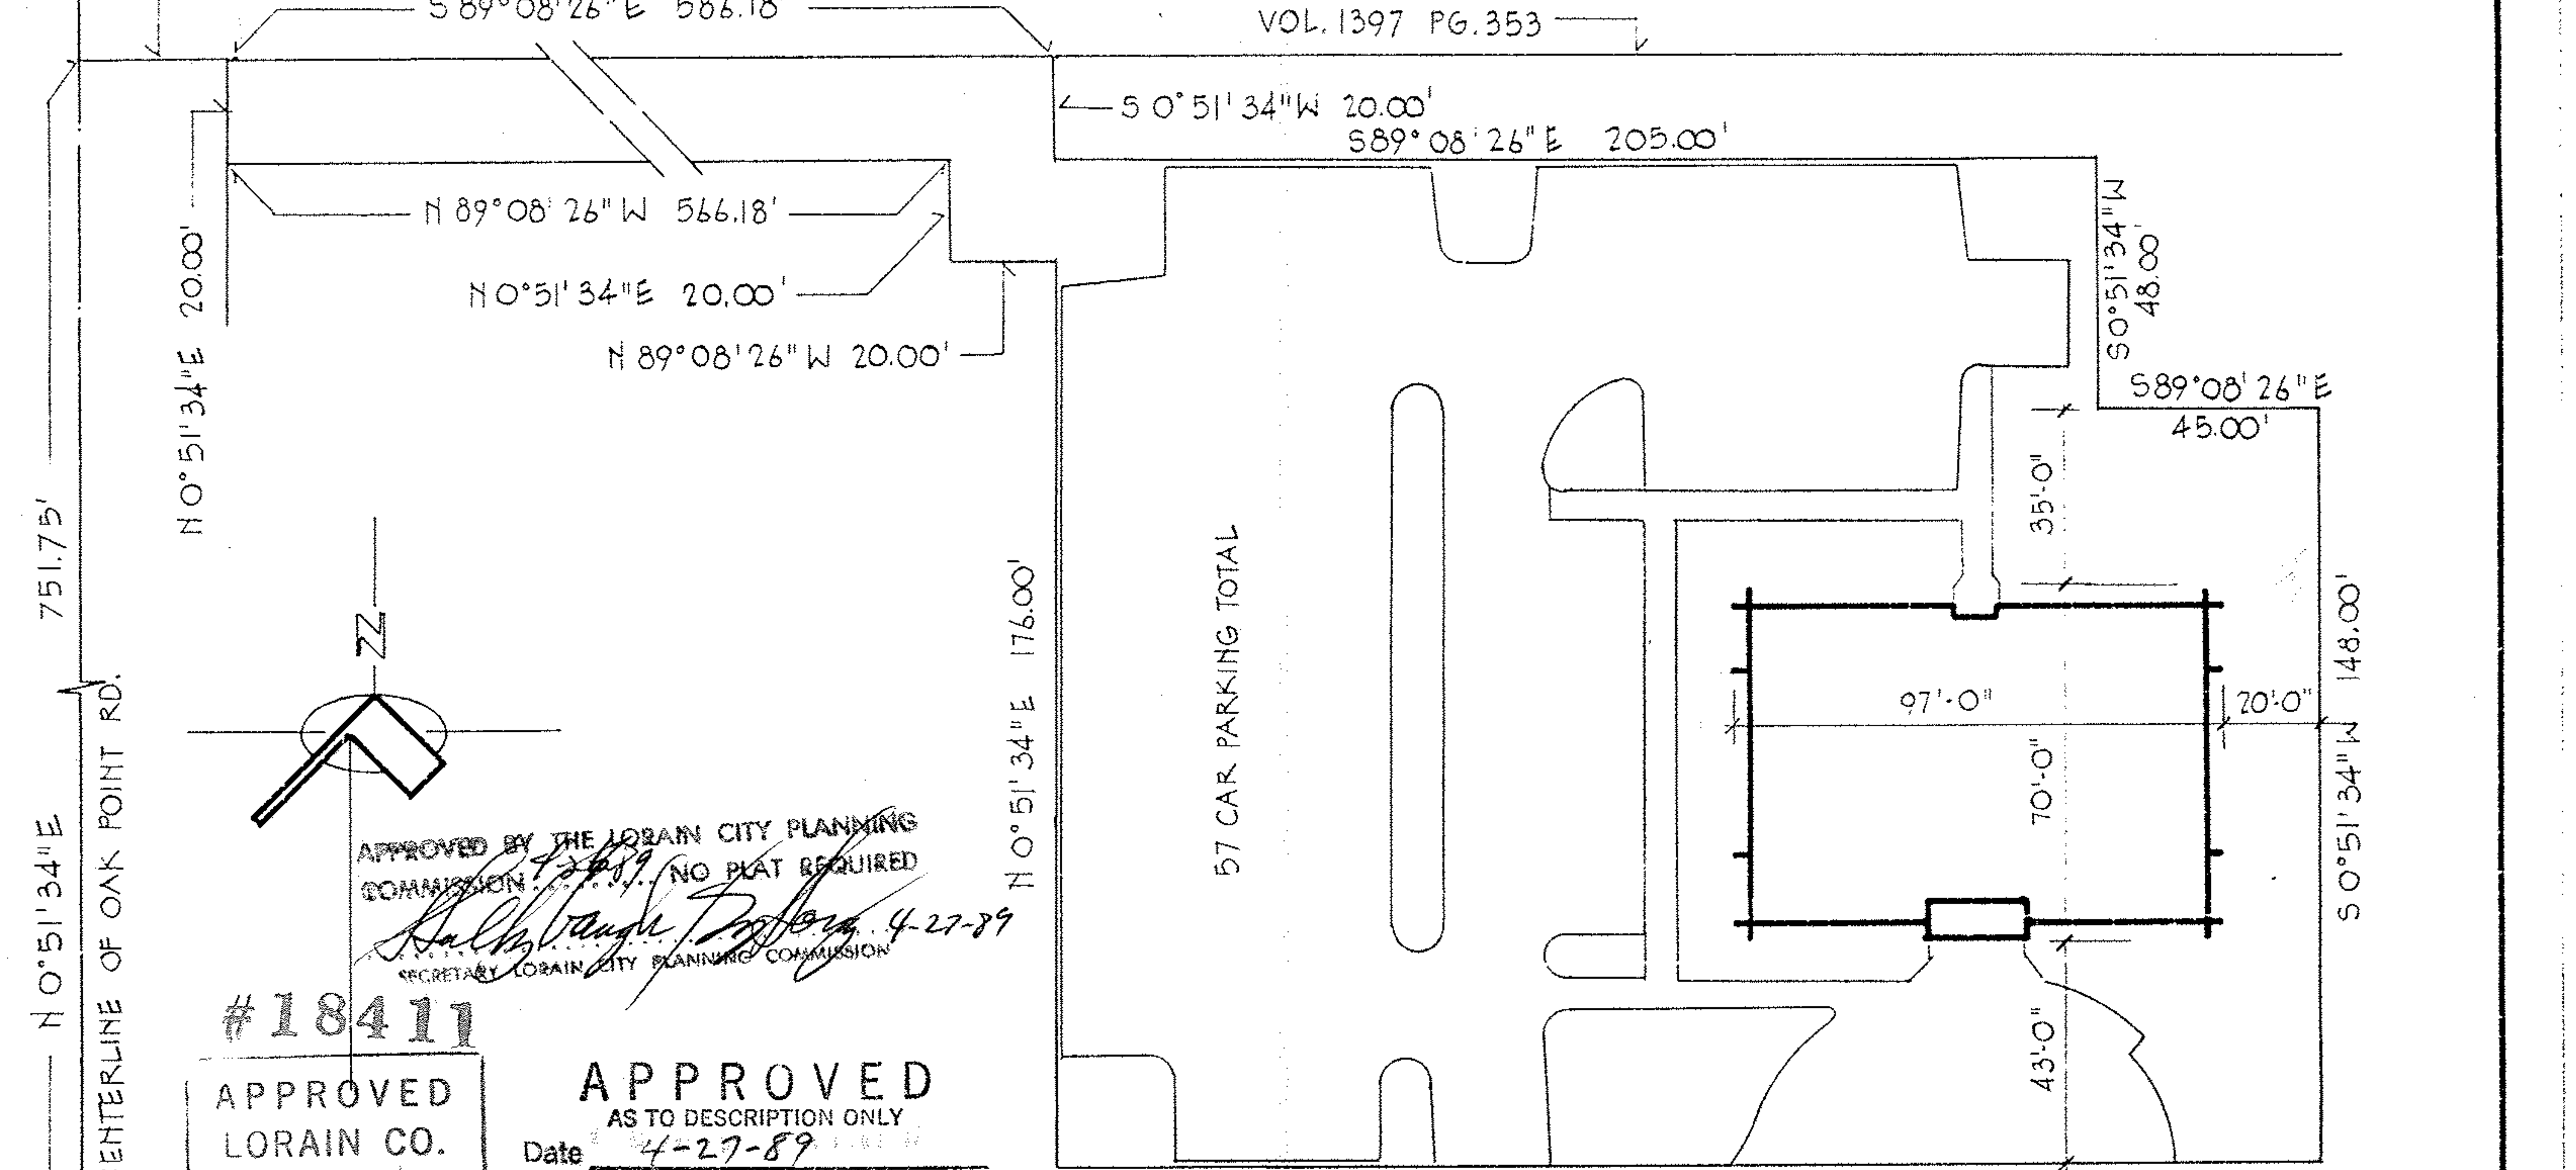 S 89°08'26"E 586.18'
VOL. 1397 PG. 353
S 0°51'34"W 20.00'
S89°08'26"E 205.00'
N 89°08'26"W 566.18'
N 0°51'34"E 20.00'
N 0°51'34"E 20.00'
N 89°08'26"W 20.00'
S 0°51'34"W
48.00'
S89°08'26"E
45.00'
35'-0"
751.75'
N 0°51'34"E
CENTERLINE OF OAK POINT RD.
N
N 0°51'34"E 176.00'
57 CAR PARKING TOTAL
97'-0"
20'-0"
70'-0"
S 0°51'34"W 148.00'
43'-0"
APPROVED BY THE LORAIN CITY PLANNING
COMMISSION NO PLAT REQUIRED
4-27-89
SECRETARY LORAIN CITY PLANNING COMMISSION
#18411
APPROVED
LORAIN CO.
APPROVED
AS TO DESCRIPTION ONLY
Date 4-27-89